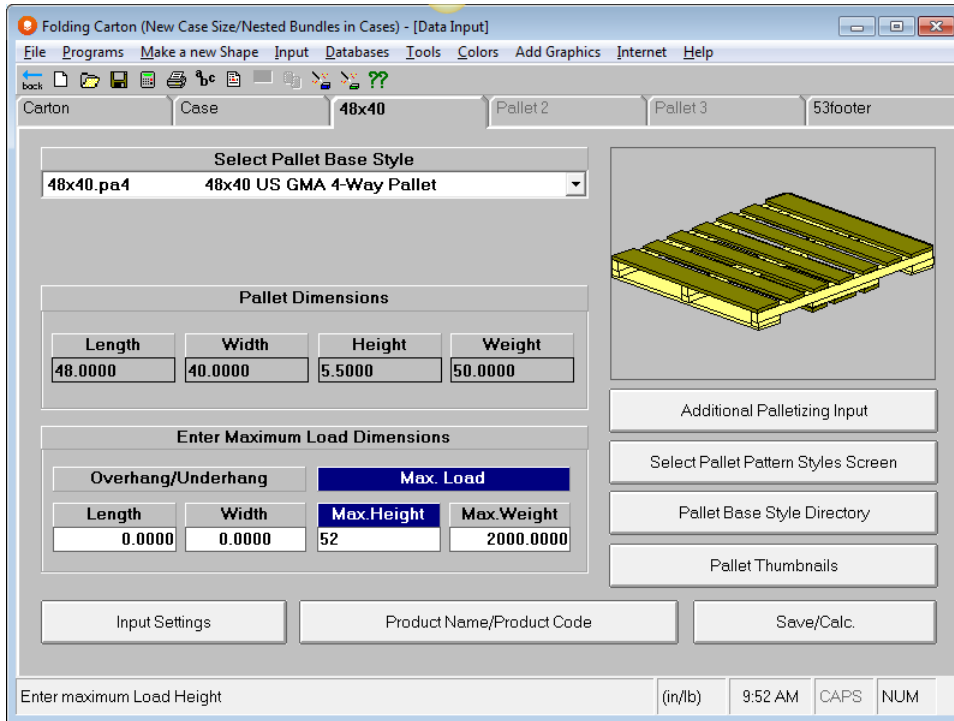 Folding Carton (New Case Size/Nested Bundles in Cases) - [Data Input]
File Programs Make a new Shape Input Databases Tools Colors Add Graphics Internet Help
back abc ??
Carton Case 48x40 Pallet 2 Pallet 3 53footer
Select Pallet Base Style
48x40.pa4 48x40 US GMA 4-Way Pallet
Pallet Dimensions
Length Width Height Weight
48.0000 40.0000 5.5000 50.0000
Enter Maximum Load Dimensions
Overhang/Underhang Max. Load
Length Width Max.Height Max.Weight
0.0000 0.0000 52 2000.0000
Additional Palletizing Input
Select Pallet Pattern Styles Screen
Pallet Base Style Directory
Pallet Thumbnails
Input Settings Product Name/Product Code Save/Calc.
Enter maximum Load Height (in/lb) 9:52 AM CAPS NUM